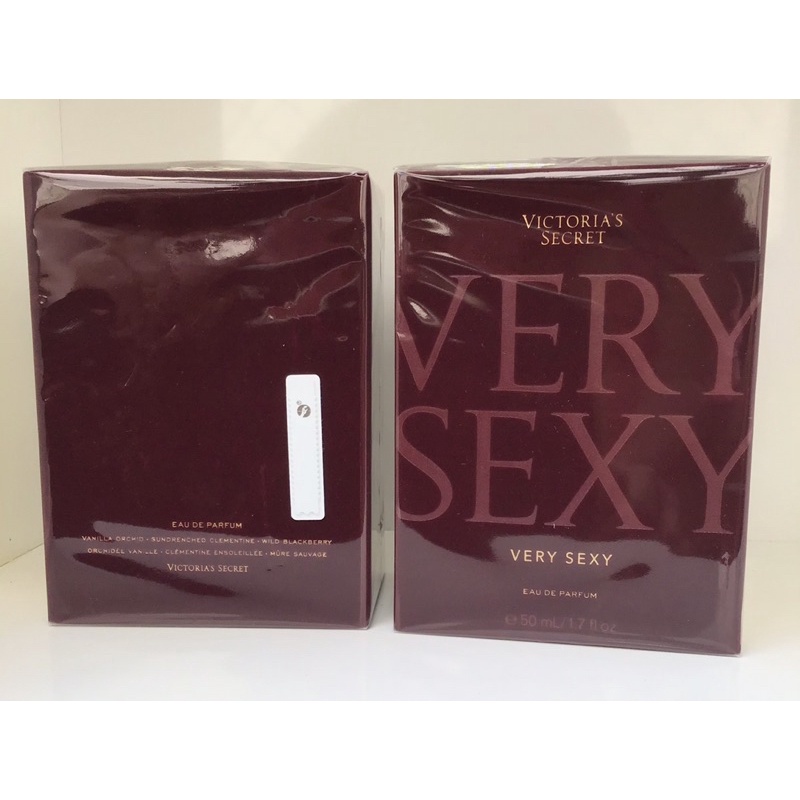 EAU DE PARFUM
VANILLA ORCHID • SUNDRENCHED CLEMENTINE • WILD BLACKBERRY
ORCHIDÉE VANILLE • CLÉMENTINE ENSOLEILLÉE • MÛRE SAUVAGE
VICTORIA'S SECRET
VICTORIA'S
SECRET
VERY
SEXY
VERY SEXY
EAU DE PARFUM
℮ 50 mL/1.7 fl oz